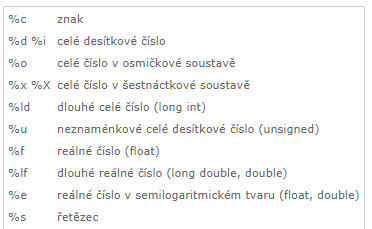 %c znak
%d %i celé desítkové číslo
%o celé číslo v osmičkové soustavě
%x %X celé číslo v šestnáctkové soustavě
%ld dlouhé celé číslo (long int)
%u neznaménkové celé desítkové číslo (unsigned)
%f reálné číslo (float)
%lf dlouhé reálné číslo (long double, double)
%e reálné číslo v semilogaritmickém tvaru (float, double)
%s řetězec